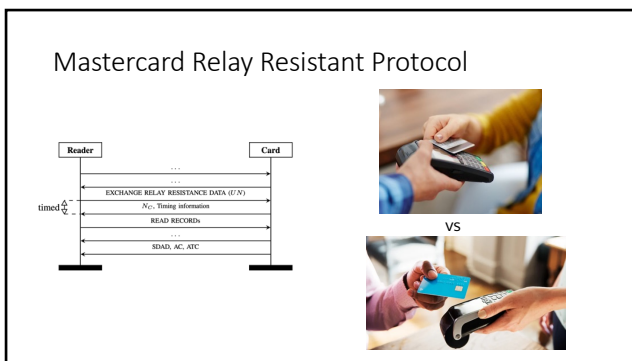 Mastercard Relay Resistant Protocol
Reader
Card
. . .
. . .
EXCHANGE RELAY RESISTANCE DATA (UN)
timed
N_C, Timing information
READ RECORDs
. . .
SDAD, AC, ATC
vs